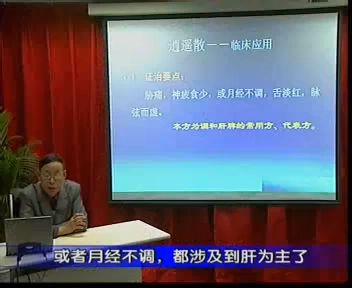 逍遥散－－临床应用
证治要点：
胁痛，神疲食少，或月经不调，舌淡红，脉
弦而虚。
本方为调和肝脾的常用方、代表方。
或者月经不调，都涉及到肝为主了